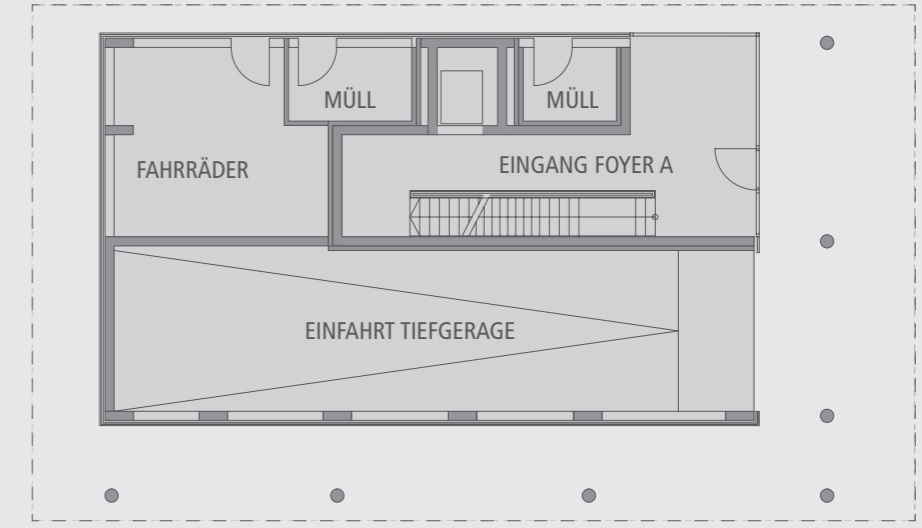 MÜLL
MÜLL
FAHRRÄDER
EINGANG FOYER A
EINFAHRT TIEFGERAGE